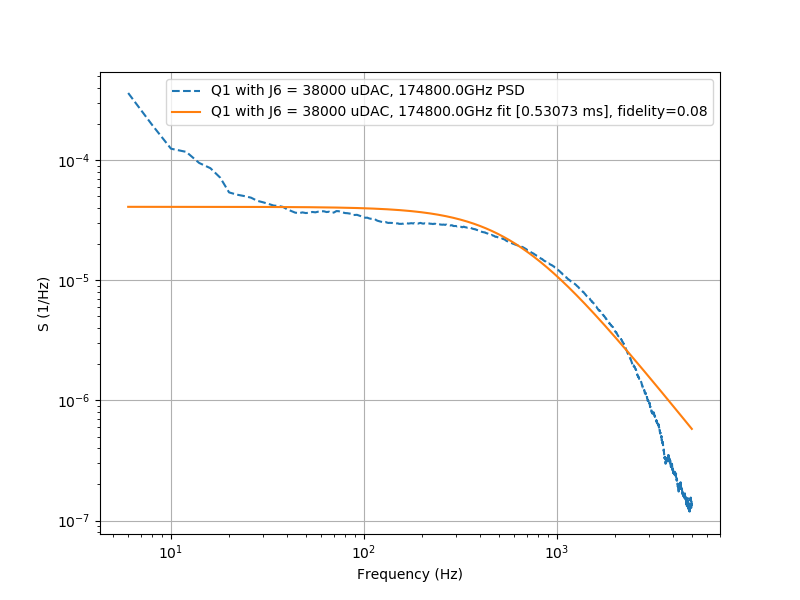 Q1 with J6 = 38000 uDAC, 174800.0GHz PSD
Q1 with J6 = 38000 uDAC, 174800.0GHz fit [0.53073 ms], fidelity=0.08
S (1/Hz)
10⁻⁴
10⁻⁵
10⁻⁶
10⁻⁷
10¹ 10² 10³
Frequency (Hz)